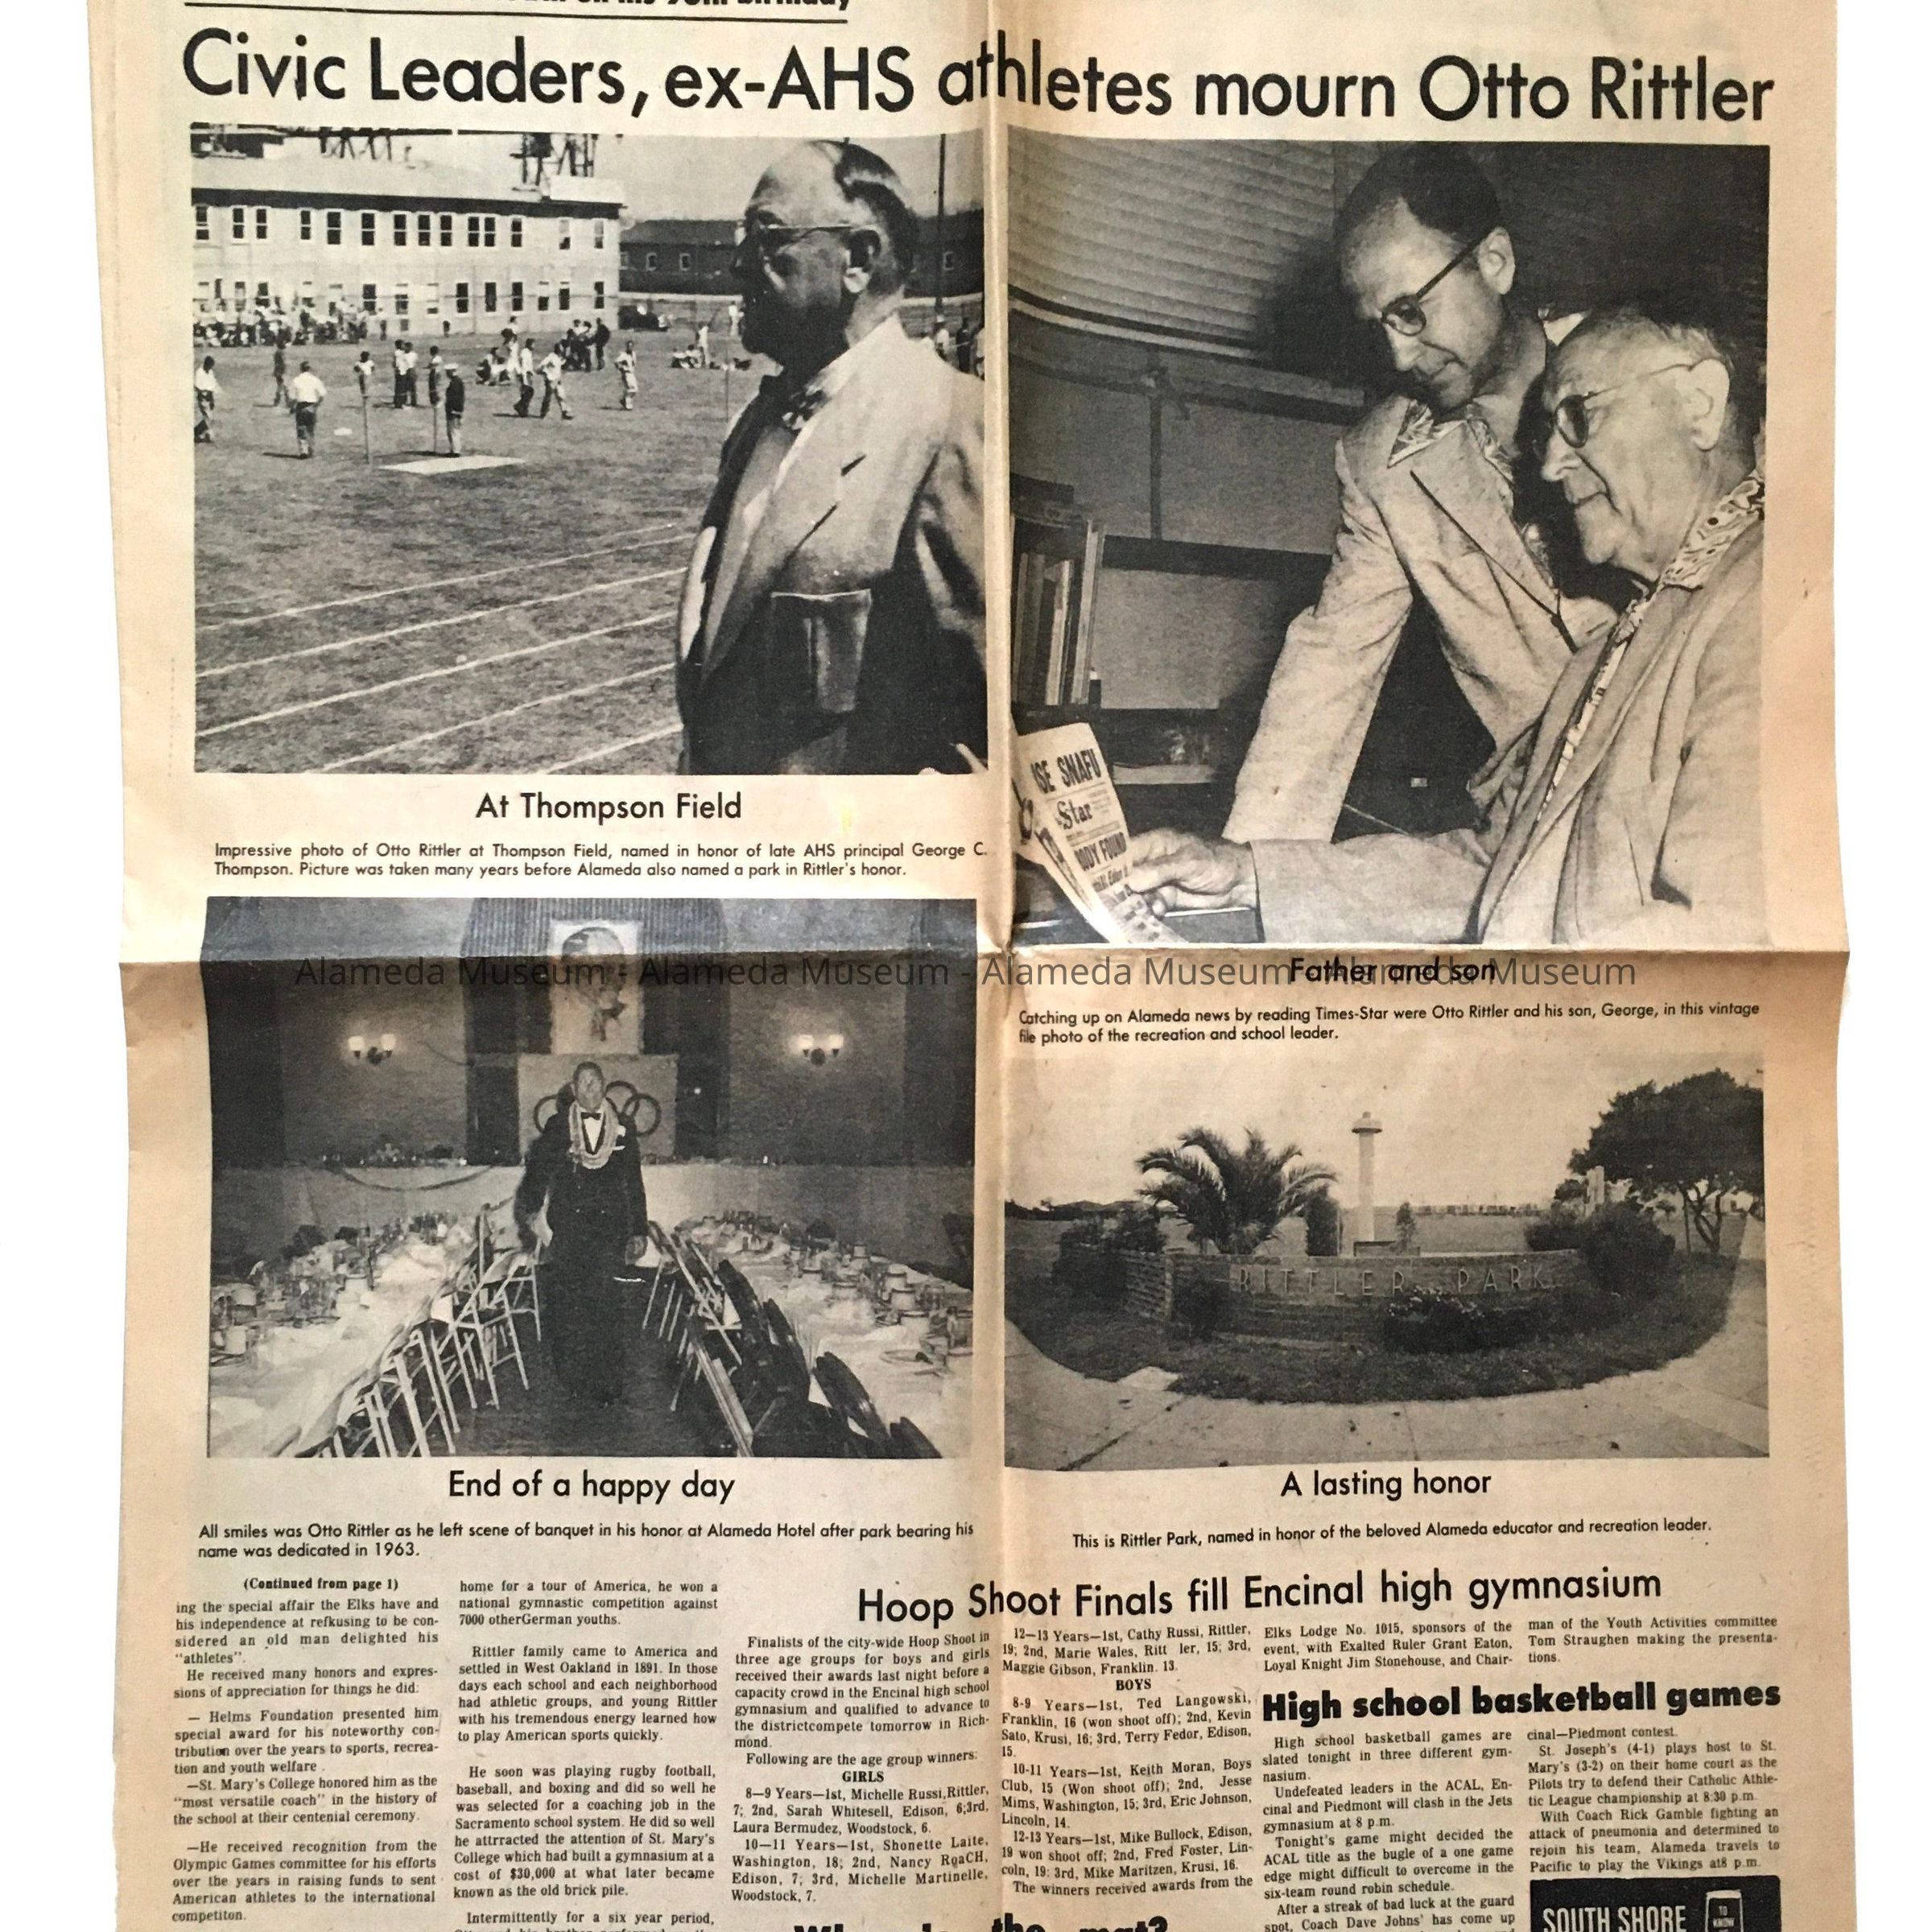 on his 90th birthday
Civic Leaders, ex-AHS athletes mourn Otto Rittler
At Thompson Field
Impressive photo of Otto Rittler at Thompson Field, named in honor of late AHS principal George C.
Thompson. Picture was taken many years before Alameda also named a park in Rittler's honor.
SE SNAFU
Star
BODY FOUND
Alameda Museum - Alameda Museum - Alameda Museum - Alameda Museum
Father and son
Catching up on Alameda news by reading Times-Star were Otto Rittler and his son, George, in this vintage
file photo of the recreation and school leader.
RITTLER PARK
End of a happy day
All smiles was Otto Rittler as he left scene of banquet in his honor at Alameda Hotel after park bearing his
name was dedicated in 1963.
A lasting honor
This is Rittler Park, named in honor of the beloved Alameda educator and recreation leader.
(Continued from page 1)
ing the special affair the Elks have and
his independence at refkusing to be con-
sidered an old man delighted his
"athletes".
He received many honors and expres-
sions of appreciation for things he did:
— Helms Foundation presented him
special award for his noteworthy con-
tribution over the years to sports, recrea-
tion and youth welfare .
—St. Mary's College honored him as the
"most versatile coach" in the history of
the school at their centenial ceremony.
—He received recognition from the
Olympic Games committee for his efforts
over the years in raising funds to sent
American athletes to the international
competiton.
home for a tour of America, he won a
national gymnastic competition against
7000 otherGerman youths.
Rittler family came to America and
settled in West Oakland in 1891. In those
days each school and each neighborhood
had athletic groups, and young Rittler
with his tremendous energy learned how
to play American sports quickly.
He soon was playing rugby football,
baseball, and boxing and did so well he
was selected for a coaching job in the
Sacramento school system. He did so well
he attrracted the attention of St. Mary's
College which had built a gymnasium at a
cost of $30,000 at what later became
known as the old brick pile.
Intermittently for a six year period,
Hoop Shoot Finals fill Encinal high gymnasium
Finalists of the city-wide Hoop Shoot in
three age groups for boys and girls
received their awards last night before a
capacity crowd in the Encinal high school
gymnasium and qualified to advance to
the districtcompete tomorrow in Rich-
mond.
Following are the age group winners:
GIRLS
8—9 Years—1st, Michelle Russi,Rittler,
7; 2nd, Sarah Whitesell, Edison, 6;3rd,
Laura Bermudez, Woodstock, 6.
10—11 Years—1st, Shonette Laite,
Washington, 18; 2nd, Nancy RoaCH,
Edison, 7; 3rd, Michelle Martinelle,
Woodstock, 7.
12—13 Years—1st, Cathy Russi, Rittler,
19; 2nd, Marie Wales, Ritt ler, 15; 3rd,
Maggie Gibson, Franklin. 13.
BOYS
8-9 Years—1st, Ted Langowski,
Franklin, 16 (won shoot off); 2nd, Kevin
Sato, Krusi, 16; 3rd, Terry Fedor, Edison,
15.
10-11 Years—1st, Keith Moran, Boys
Club, 15 (Won shoot off); 2nd, Jesse
Mims, Washington, 15; 3rd, Eric Johnson,
Lincoln, 14.
12-13 Years—1st, Mike Bullock, Edison,
19 won shoot off; 2nd, Fred Foster, Lin-
coln, 19; 3rd, Mike Maritzen, Krusi, 16.
The winners received awards from the
Elks Lodge No. 1015, sponsors of the
event, with Exalted Ruler Grant Eaton,
Loyal Knight Jim Stonehouse, and Chair-
man of the Youth Activities committee
Tom Straughen making the presenta-
tions.
High school basketball games
High school basketball games are
slated tonight in three different gym-
nasium.
Undefeated leaders in the ACAL, En-
cinal and Piedmont will clash in the Jets
gymnasium at 8 p.m.
Tonight's game might decided the
ACAL title as the bugle of a one game
edge might difficult to overcome in the
six-team round robin schedule.
After a streak of bad luck at the guard
spot, Coach Dave Johns' has come up
cinal—Piedmont contest.
St. Joseph's (4-1) plays host to St.
Mary's (3-2) on their home court as the
Pilots try to defend their Catholic Athle-
tic League championship at 8:30 p.m.
With Coach Rick Gamble fighting an
attack of pneumonia and determined to
rejoin his team, Alameda travels to
Pacific to play the Vikings at8 p.m.
SOUTH SHORE